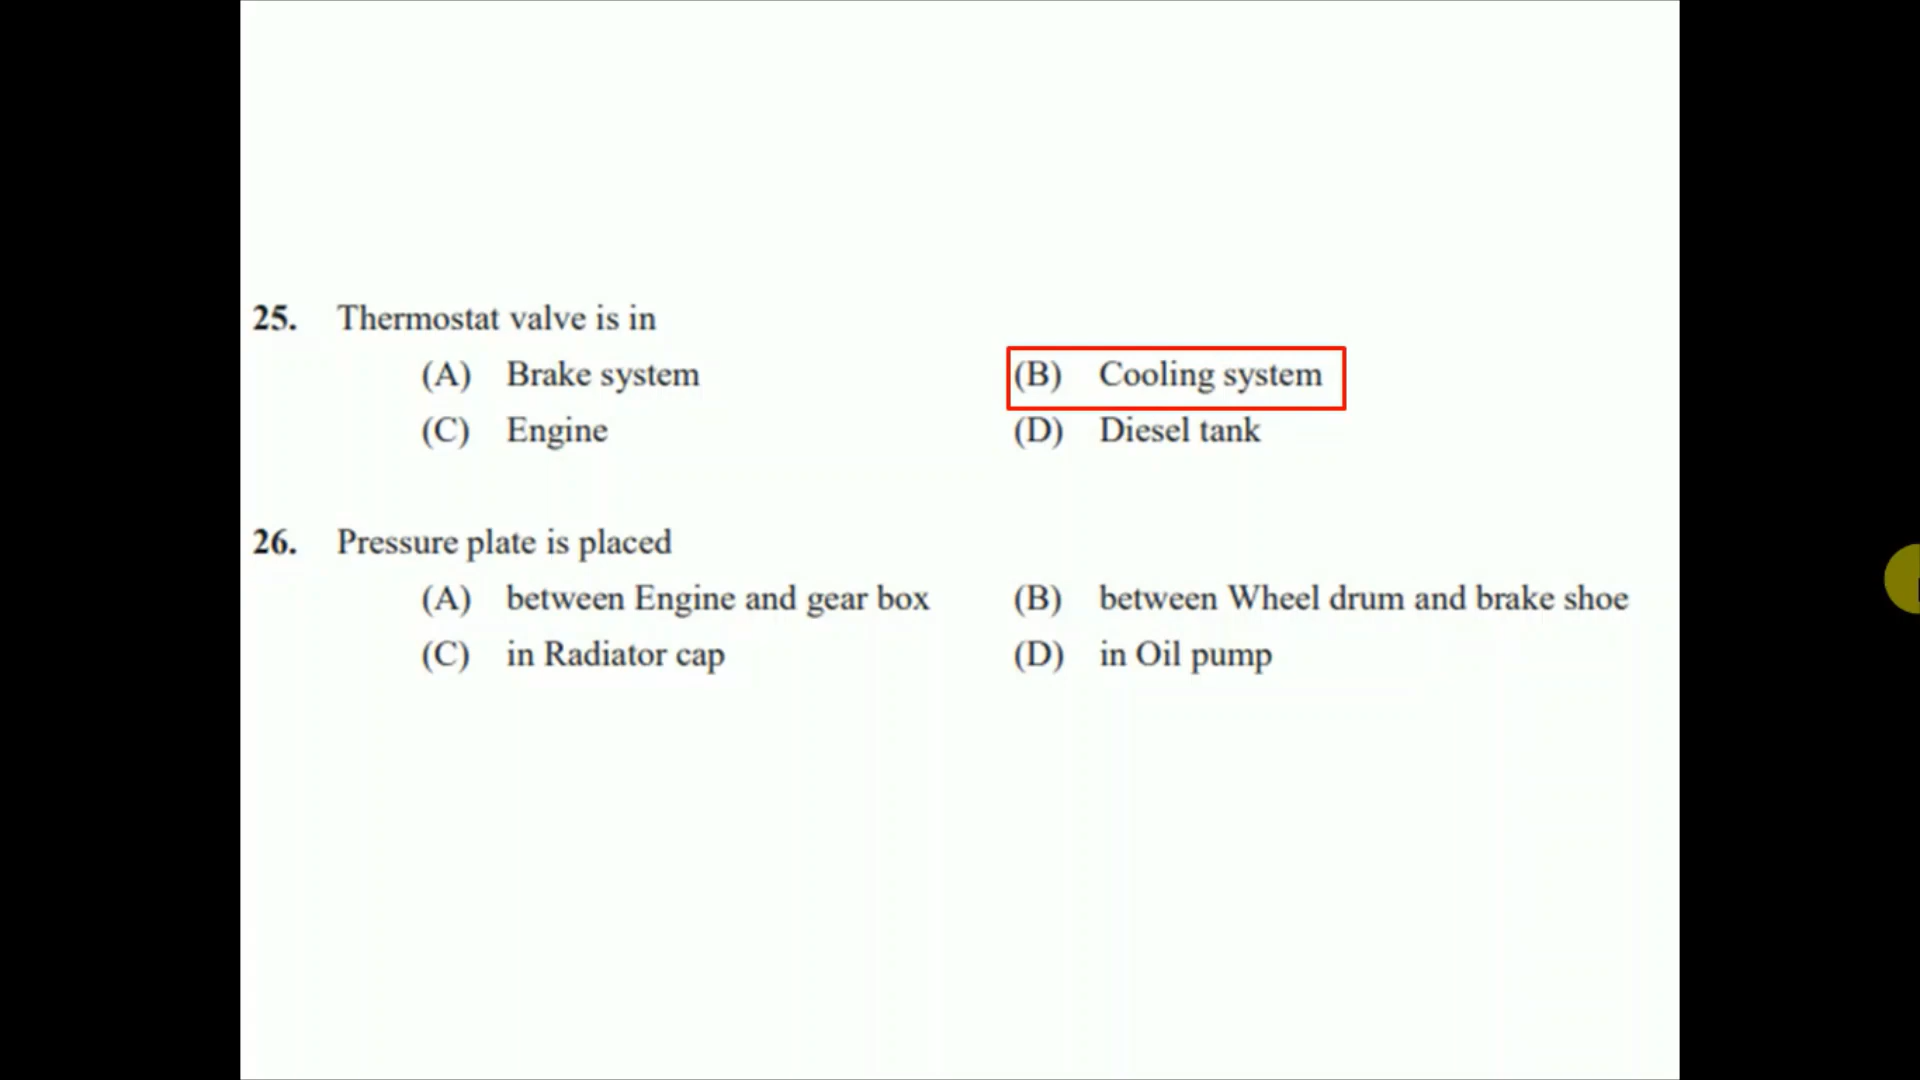 25. Thermostat valve is in
(A) Brake system (B) Cooling system
(C) Engine (D) Diesel tank
26. Pressure plate is placed
(A) between Engine and gear box (B) between Wheel drum and brake shoe
(C) in Radiator cap (D) in Oil pump